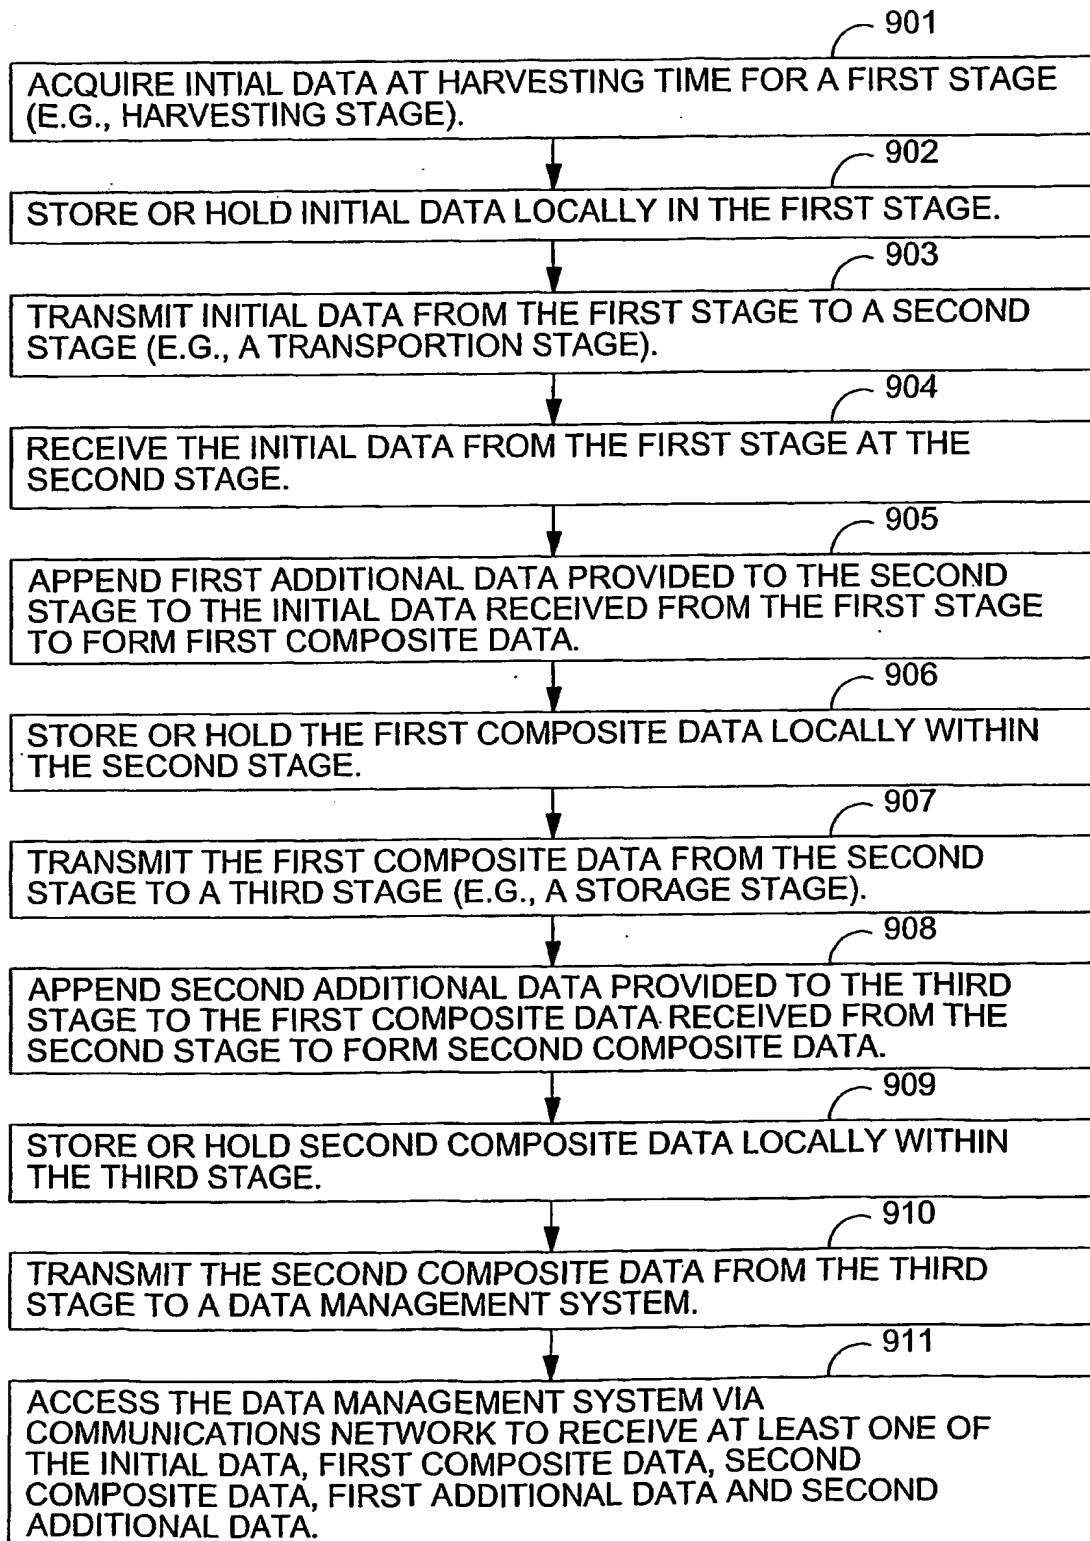 901
ACQUIRE INTIAL DATA AT HARVESTING TIME FOR A FIRST STAGE
(E.G., HARVESTING STAGE).
902
STORE OR HOLD INITIAL DATA LOCALLY IN THE FIRST STAGE.
903
TRANSMIT INITIAL DATA FROM THE FIRST STAGE TO A SECOND
STAGE (E.G., A TRANSPORTION STAGE).
904
RECEIVE THE INITIAL DATA FROM THE FIRST STAGE AT THE
SECOND STAGE.
905
APPEND FIRST ADDITIONAL DATA PROVIDED TO THE SECOND
STAGE TO THE INITIAL DATA RECEIVED FROM THE FIRST STAGE
TO FORM FIRST COMPOSITE DATA.
906
STORE OR HOLD THE FIRST COMPOSITE DATA LOCALLY WITHIN
THE SECOND STAGE.
907
TRANSMIT THE FIRST COMPOSITE DATA FROM THE SECOND
STAGE TO A THIRD STAGE (E.G., A STORAGE STAGE).
908
APPEND SECOND ADDITIONAL DATA PROVIDED TO THE THIRD
STAGE TO THE FIRST COMPOSITE DATA RECEIVED FROM THE
SECOND STAGE TO FORM SECOND COMPOSITE DATA.
909
STORE OR HOLD SECOND COMPOSITE DATA LOCALLY WITHIN
THE THIRD STAGE.
910
TRANSMIT THE SECOND COMPOSITE DATA FROM THE THIRD
STAGE TO A DATA MANAGEMENT SYSTEM.
911
ACCESS THE DATA MANAGEMENT SYSTEM VIA
COMMUNICATIONS NETWORK TO RECEIVE AT LEAST ONE OF
THE INITIAL DATA, FIRST COMPOSITE DATA, SECOND
COMPOSITE DATA, FIRST ADDITIONAL DATA AND SECOND
ADDITIONAL DATA.